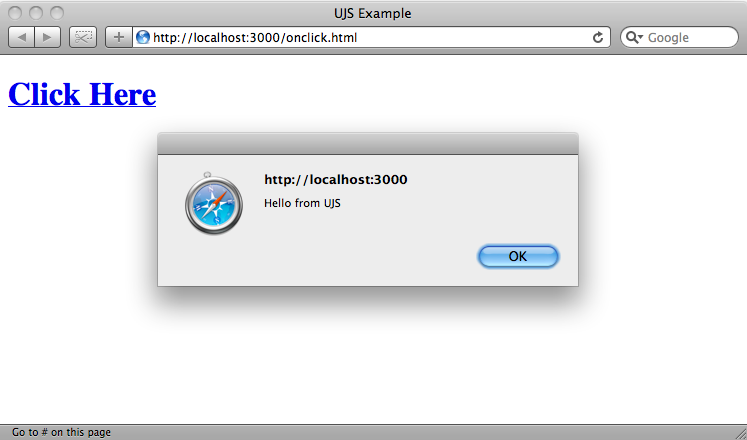 UJS Example
http://localhost:3000/onclick.html
Google
Click Here
http://localhost:3000
Hello from UJS
OK
Go to # on this page